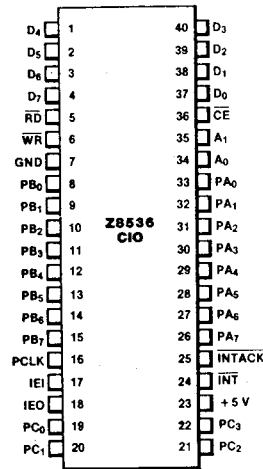 D4 1 40 D3
D5 2 39 D2
D6 3 38 D1
D7 4 37 D0
RD 5 36 CE
WR 6 35 A1
GND 7 34 A0
PB0 8 33 PA0
PB1 9 32 PA1
PB2 10 Z8536 31 PA2
PB3 11 CIO 30 PA3
PB4 12 29 PA4
PB5 13 28 PA5
PB6 14 27 PA6
PB7 15 26 PA7
PCLK 16 25 INTACK
IEI 17 24 INT
IEO 18 23 +5 V
PC0 19 22 PC3
PC1 20 21 PC2